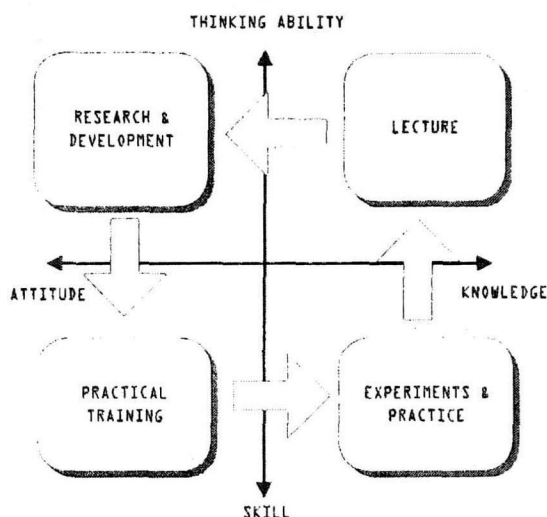 THINKING ABILITY
RESEARCH &
DEVELOPMENT
LECTURE
ATTITUDE
KNOWLEDGE
PRACTICAL
TRAINING
EXPERIMENTS &
PRACTICE
SKILL